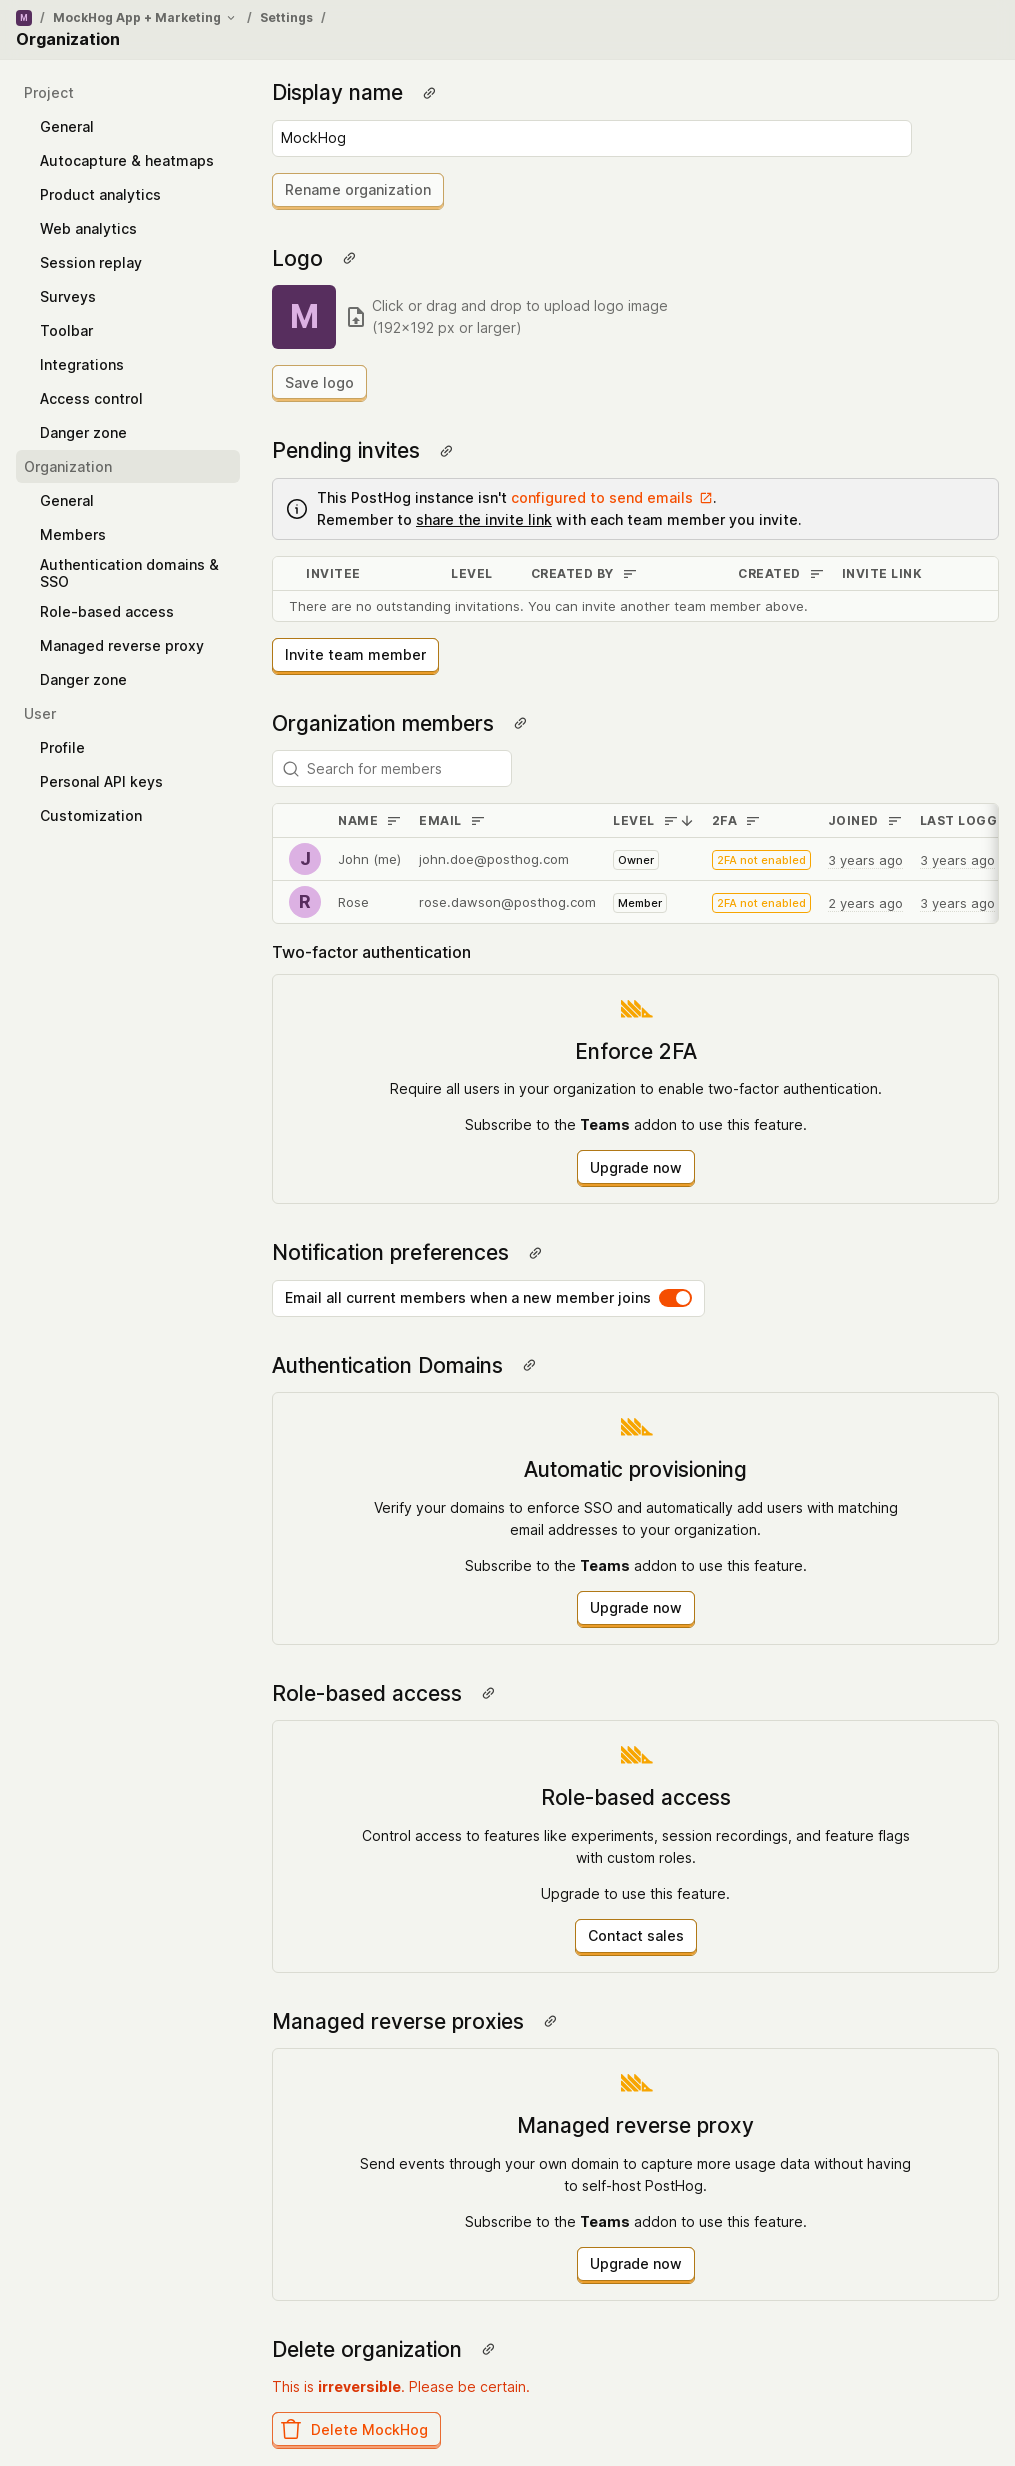 M / MockHog App + Marketing / Settings /
Organization
Project
General
Autocapture & heatmaps
Product analytics
Web analytics
Session replay
Surveys
Toolbar
Integrations
Access control
Danger zone
Organization
General
Members
Authentication domains &
SSO
Role-based access
Managed reverse proxy
Danger zone
User
Profile
Personal API keys
Customization
Display name
MockHog
Rename organization
Logo
M
Click or drag and drop to upload logo image
(192×192 px or larger)
Save logo
Pending invites
This PostHog instance isn't configured to send emails.
Remember to share the invite link with each team member you invite.
INVITEE LEVEL CREATED BY CREATED INVITE LINK
There are no outstanding invitations. You can invite another team member above.
Invite team member
Organization members
Search for members
NAME EMAIL LEVEL 2FA JOINED LAST LOGG
J John (me) john.doe@posthog.com Owner 2FA not enabled 3 years ago 3 years ago
R Rose rose.dawson@posthog.com Member 2FA not enabled 2 years ago 3 years ago
Two-factor authentication
Enforce 2FA
Require all users in your organization to enable two-factor authentication.
Subscribe to the Teams addon to use this feature.
Upgrade now
Notification preferences
Email all current members when a new member joins
Authentication Domains
Automatic provisioning
Verify your domains to enforce SSO and automatically add users with matching
email addresses to your organization.
Subscribe to the Teams addon to use this feature.
Upgrade now
Role-based access
Role-based access
Control access to features like experiments, session recordings, and feature flags
with custom roles.
Upgrade to use this feature.
Contact sales
Managed reverse proxies
Managed reverse proxy
Send events through your own domain to capture more usage data without having
to self-host PostHog.
Subscribe to the Teams addon to use this feature.
Upgrade now
Delete organization
This is irreversible. Please be certain.
Delete MockHog